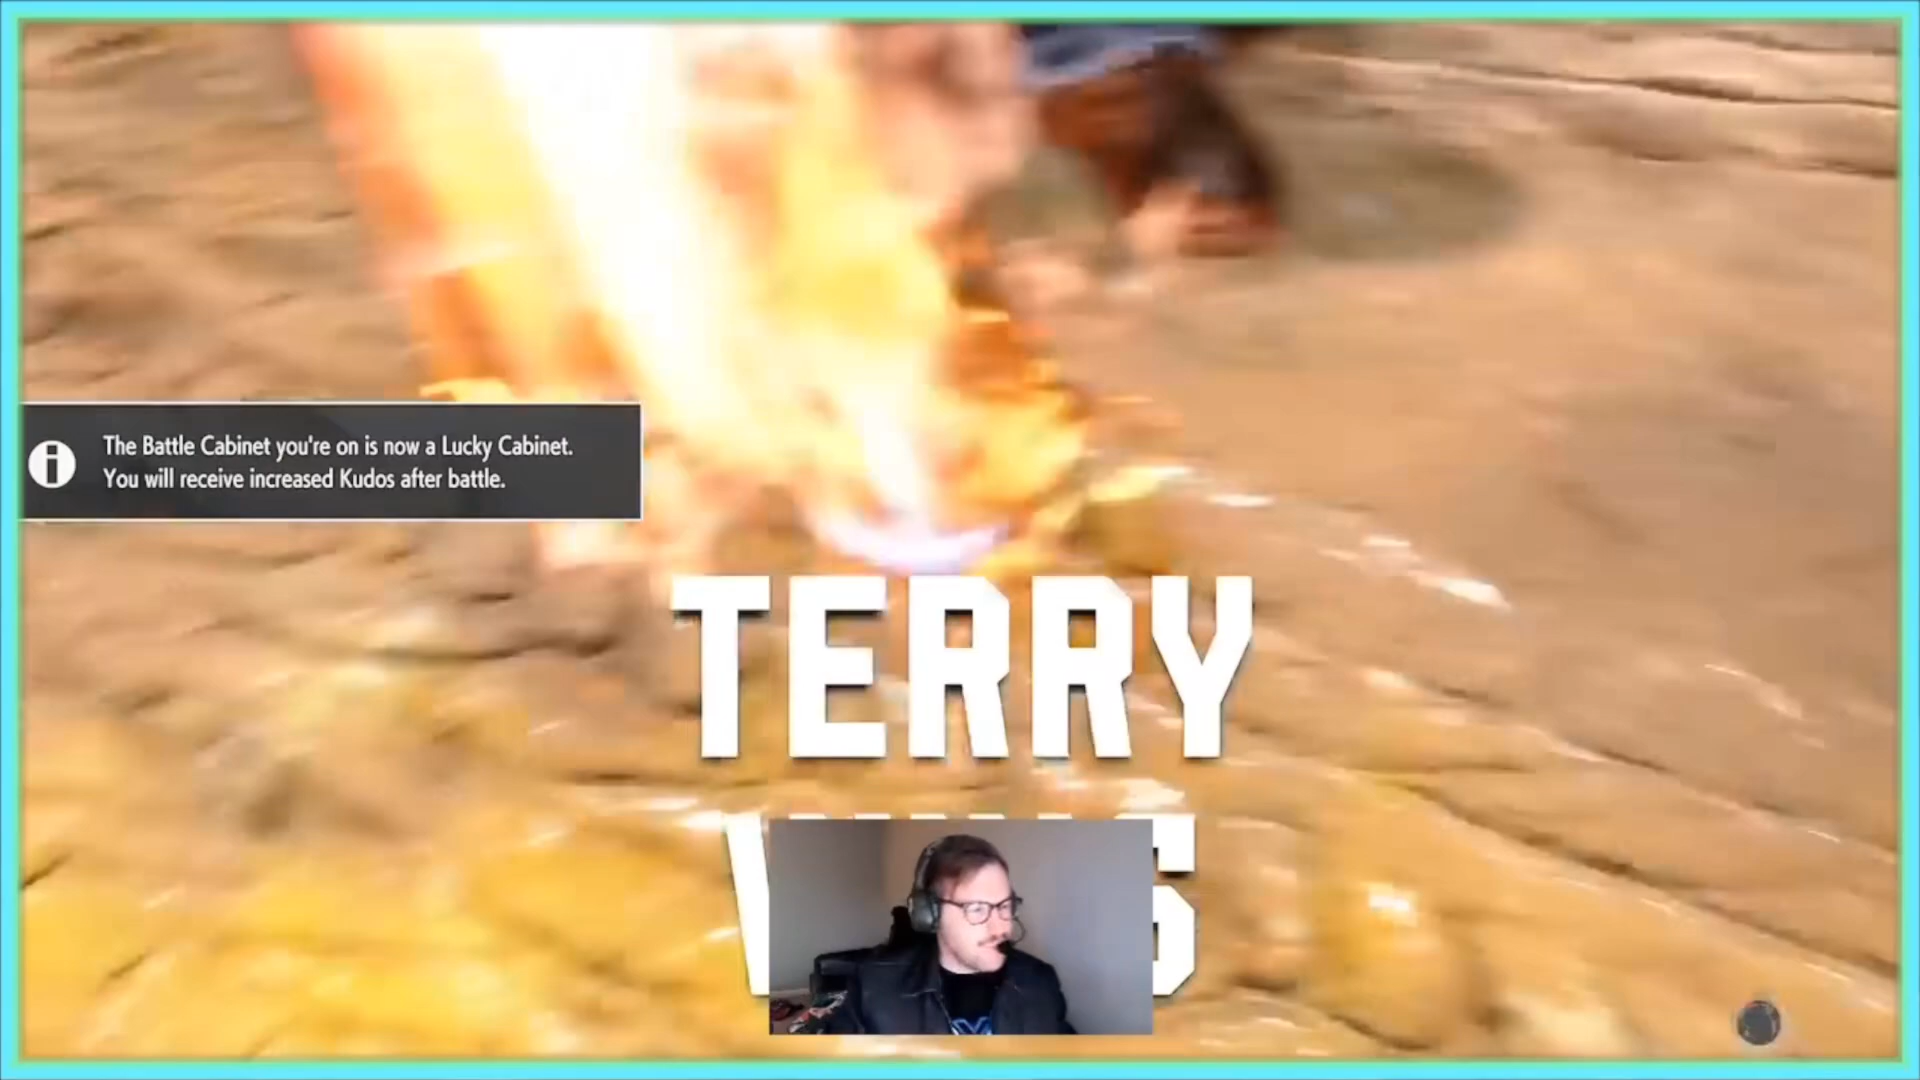 The Battle Cabinet you're on is now a Lucky Cabinet.
You will receive increased Kudos after battle.
TERRY